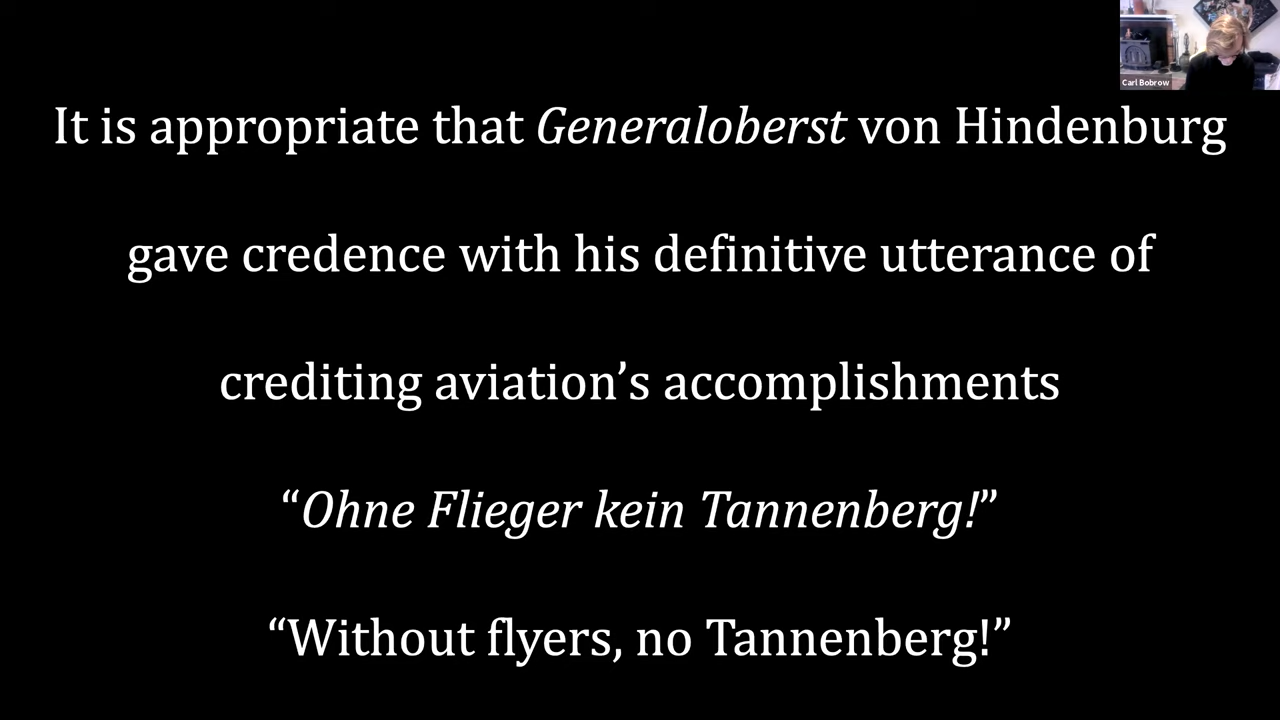 Carl Bobrow
It is appropriate that Generaloberst von Hindenburg
gave credence with his definitive utterance of
crediting aviation’s accomplishments
“Ohne Flieger kein Tannenberg!”
“Without flyers, no Tannenberg!”